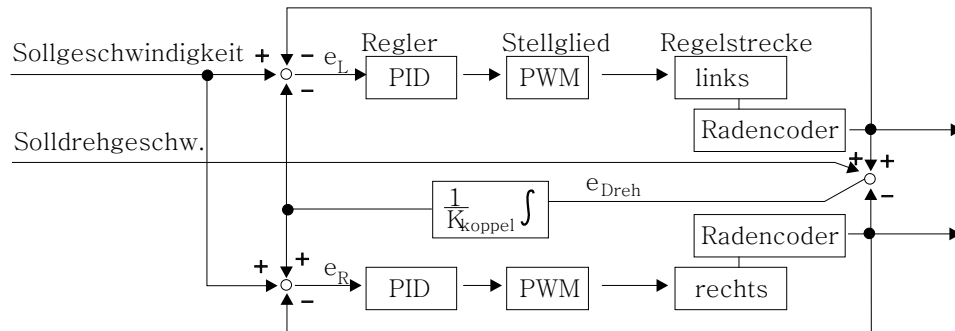 Regler Stellglied Regelstrecke
Sollgeschwindigkeit + − e_L PID PWM links
−
Radencoder
Solldrehgeschw. + +
e_Dreh −
1/K_koppel ∫
Radencoder
+ + e_R PID PWM rechts
−